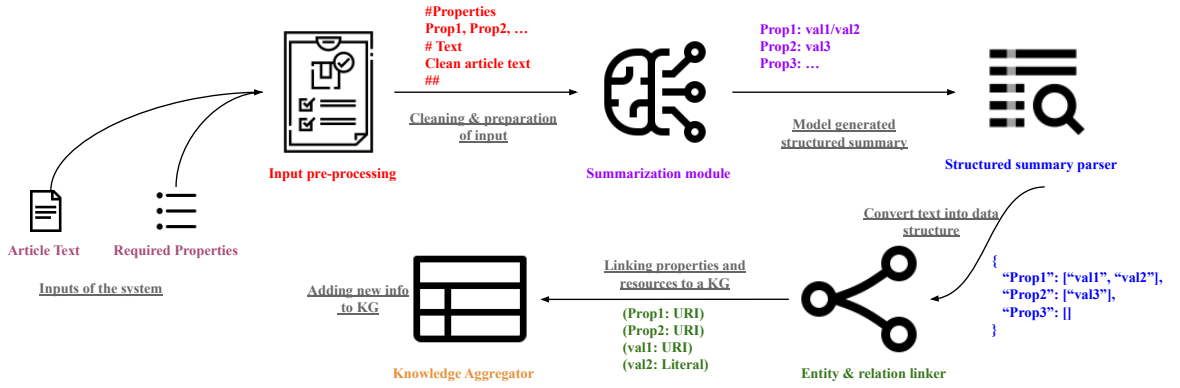 #Properties
Prop1, Prop2, …
# Text
Clean article text
##
Cleaning & preparation
of input
Prop1: val1/val2
Prop2: val3
Prop3: …
Model generated
structured summary
Input pre-processing
Summarization module
Structured summary parser
Article Text
Required Properties
Inputs of the system
Convert text into data
structure
{
“Prop1”: [“val1”, “val2”],
“Prop2”: [“val3”],
“Prop3”: []
}
Linking properties and
resources to a KG
(Prop1: URI)
(Prop2: URI)
(val1: URI)
(val2: Literal)
Adding new info
to KG
Knowledge Aggregator
Entity & relation linker